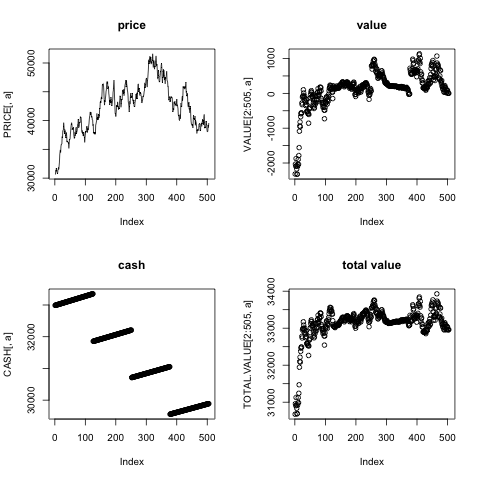 price
PRICE[, a]
30000 40000 50000
0 100 200 300 400 500
Index
value
VALUE[2:505, a]
-2000 -1000 0 1000
0 100 200 300 400 500
Index
cash
CASH[, a]
30000 32000
0 100 200 300 400 500
Index
total value
TOTAL.VALUE[2:505, a]
31000 32000 33000 34000
0 100 200 300 400 500
Index